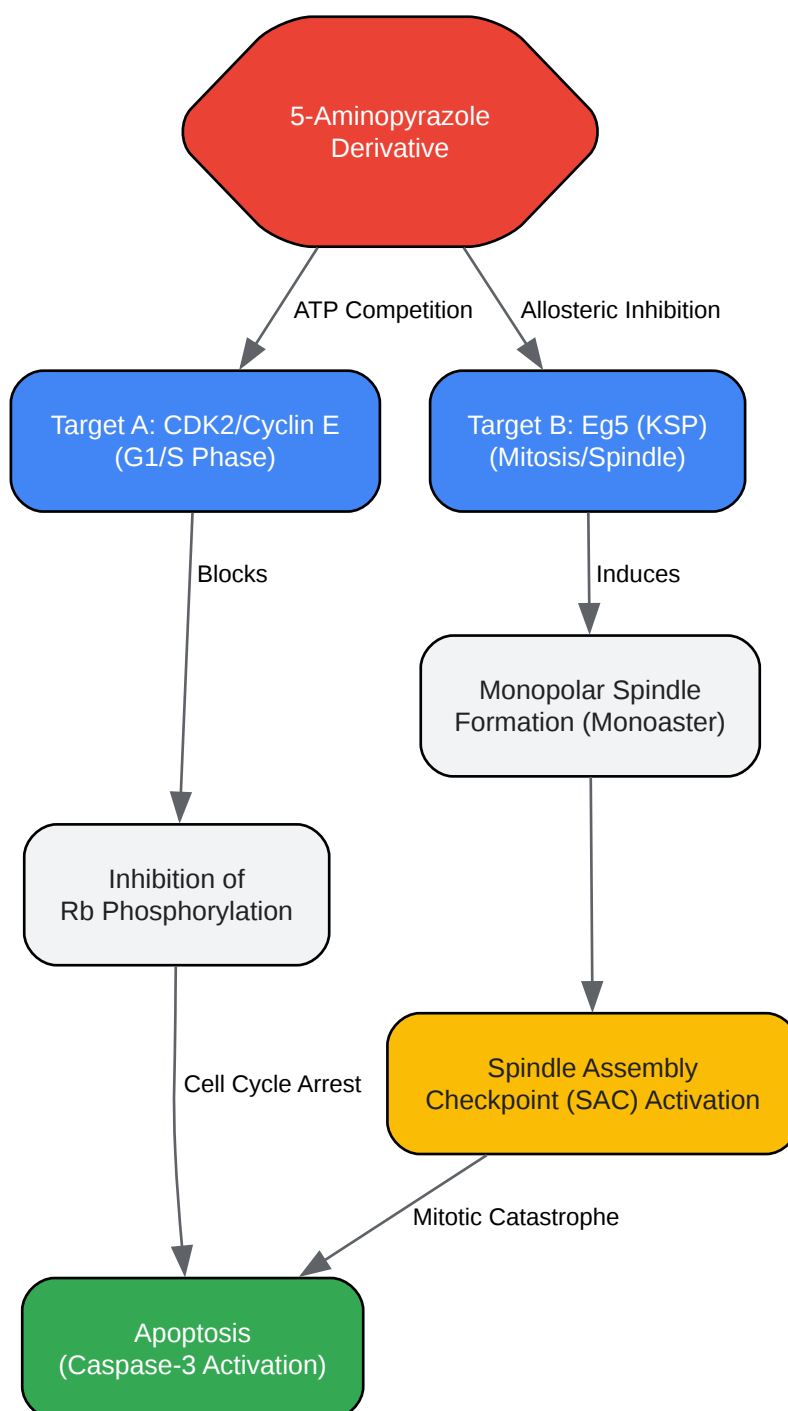 5-Aminopyrazole
Derivative
ATP Competition
Allosteric Inhibition
Target A: CDK2/Cyclin E
(G1/S Phase)
Target B: Eg5 (KSP)
(Mitosis/Spindle)
Blocks
Induces
Monopolar Spindle
Formation (Monoaster)
Inhibition of
Rb Phosphorylation
Spindle Assembly
Checkpoint (SAC) Activation
Cell Cycle Arrest
Mitotic Catastrophe
Apoptosis
(Caspase-3 Activation)